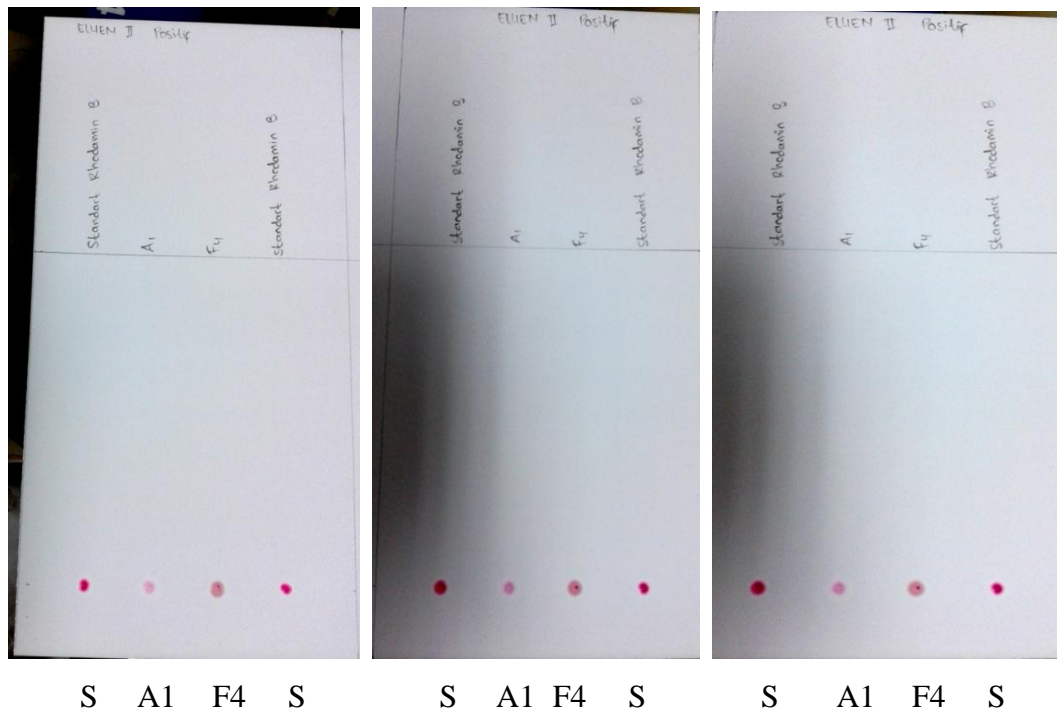 ELUEN II Positif
Standart Rhodamin B
A1
F4
Standart Rhodamin B
ELUEN II Positif
Standart Rhodamin B
A1
F4
Standart Rhodamin B
ELUEN II Positif
Standart Rhodamin B
A1
F4
Standart Rhodamin B
S A1 F4 S
S A1 F4 S
S A1 F4 S